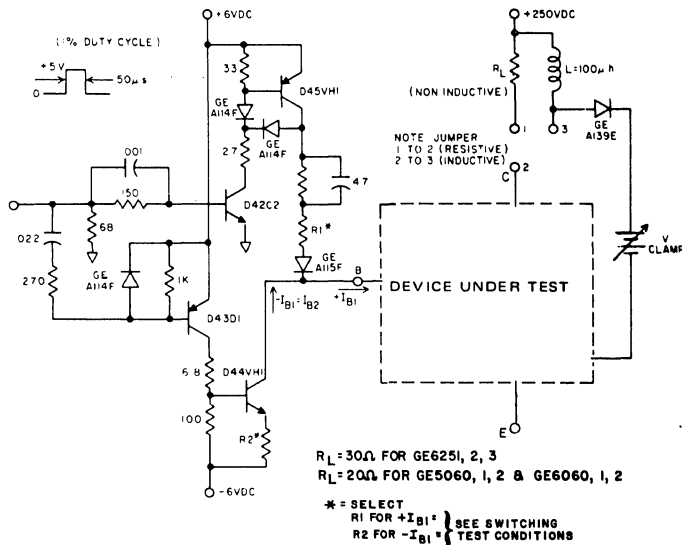 +6VDC
+250VDC
(1% DUTY CYCLE)
+5V
50μs
0
33
D45VH1
GE
A114F
GE
A114F
RL
L=100μh
(NON INDUCTIVE)
GE
A139E
1
3
NOTE JUMPER
1 TO 2 (RESISTIVE)
2 TO 3 (INDUCTIVE)
C
2
27
47
001
150
D42C2
R1*
68
022
270
GE
A114F
1K
GE
A115F
V
CLAMP
B
-IB1=IB2
+IB1
DEVICE UNDER TEST
D43D1
6 8
D44VH1
100
R2*
E
-6VDC
RL=30Ω FOR GE6251, 2, 3
RL=20Ω FOR GE5060, 1, 2 & GE6060, 1, 2
* = SELECT
R1 FOR +IB1=
R2 FOR -IB1=
SEE SWITCHING
TEST CONDITIONS